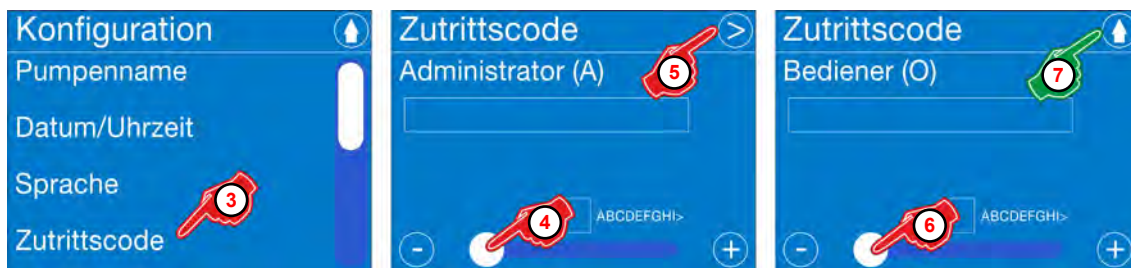 Konfiguration
Pumpenname
Datum/Uhrzeit
Sprache
Zutrittscode
3
Zutrittscode
>
5
Administrator (A)
4
ABCDEFGHI>
-
+
Zutrittscode
7
Bediener (O)
6
ABCDEFGHI>
-
+